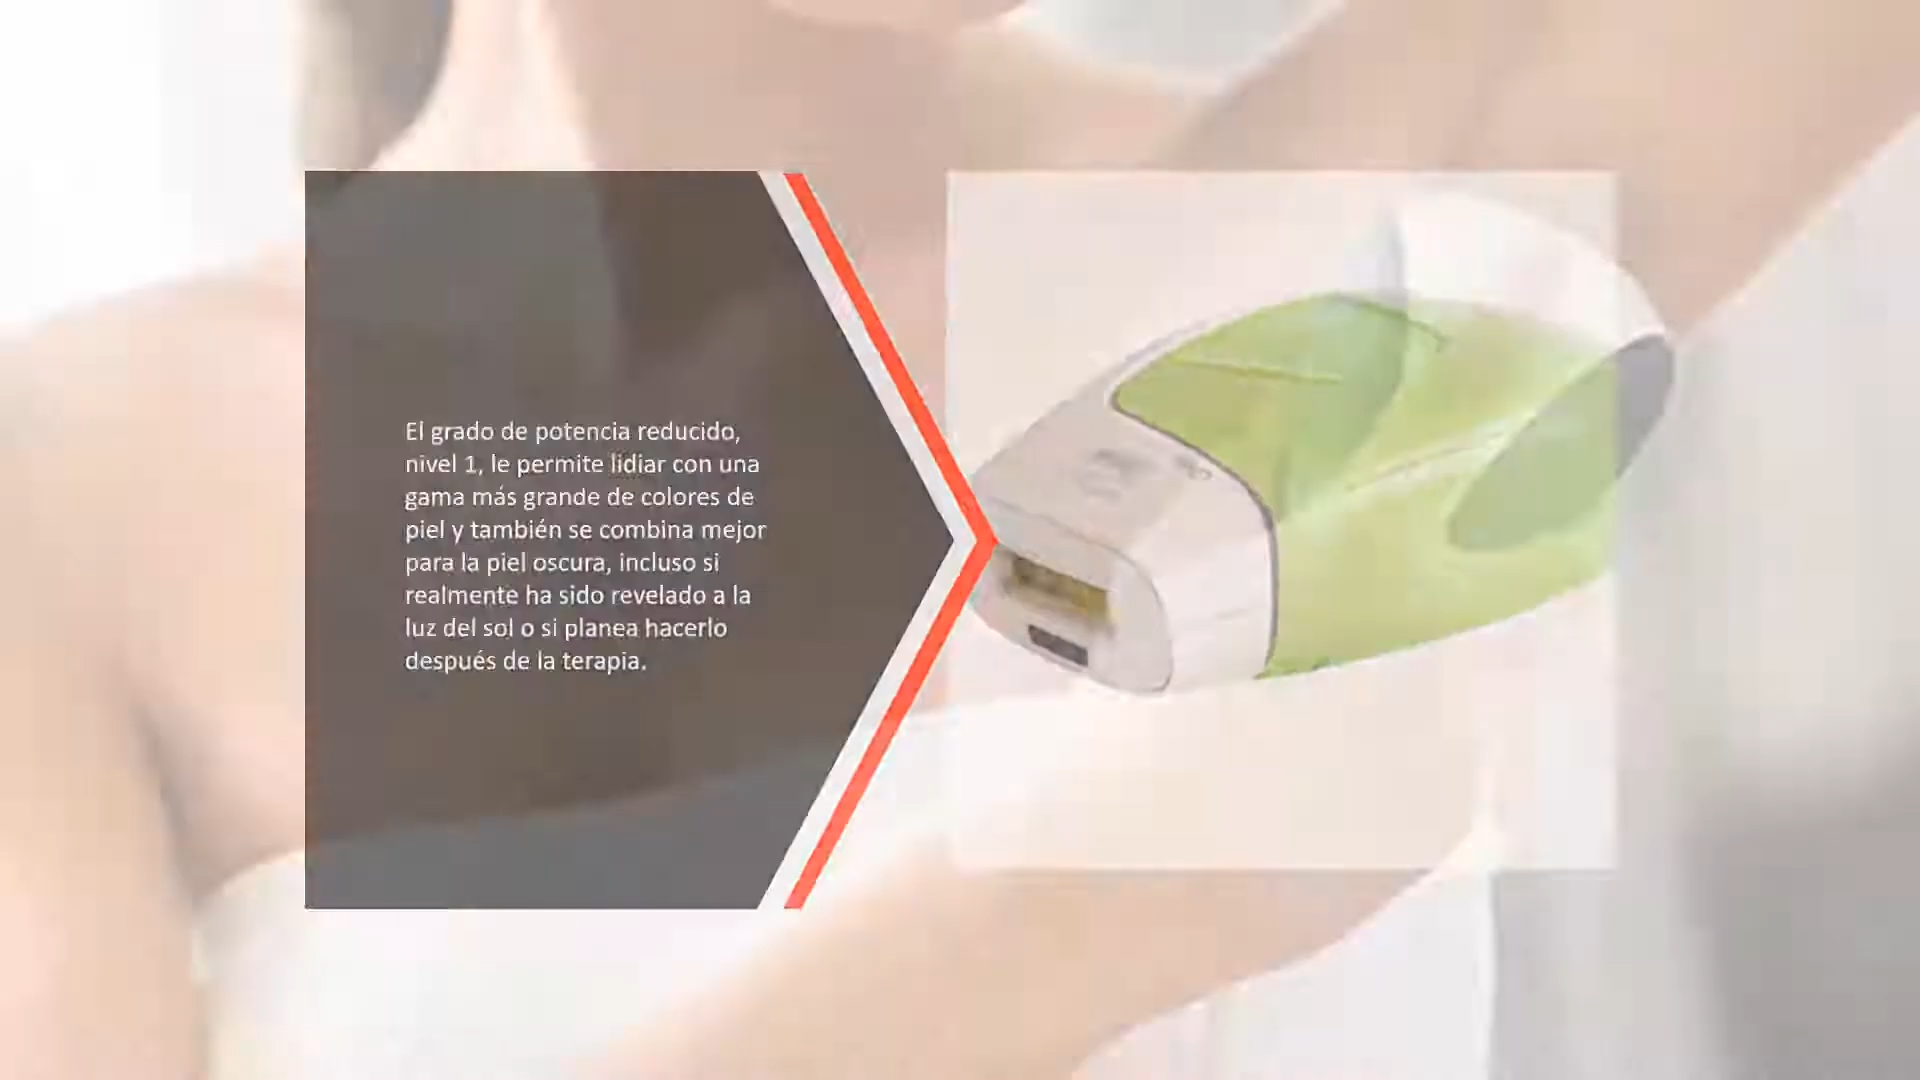 El grado de potencia reducido,
nivel 1, le permite lidiar con una
gama más grande de colores de
piel y también se combina mejor
para la piel oscura, incluso si
realmente ha sido revelado a la
luz del sol o si planea hacerlo
después de la terapia.